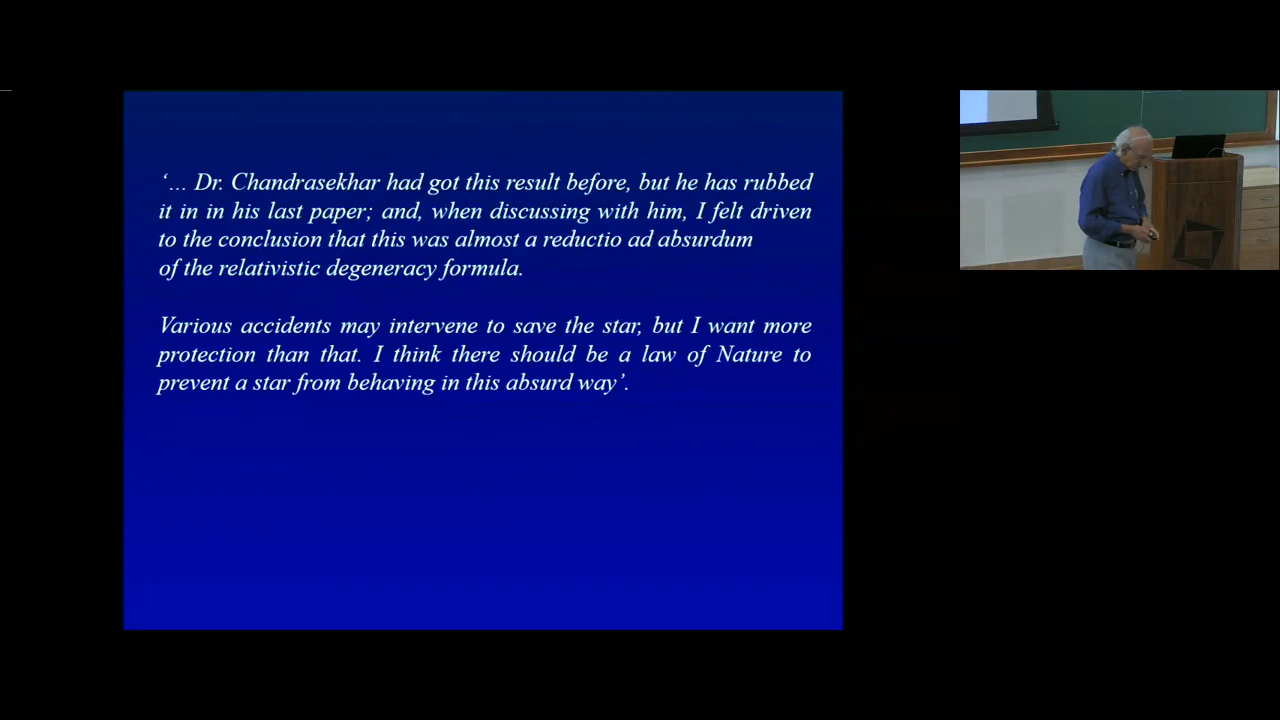 ‘... Dr. Chandrasekhar had got this result before, but he has rubbed
it in in his last paper; and, when discussing with him, I felt driven
to the conclusion that this was almost a reductio ad absurdum
of the relativistic degeneracy formula.
Various accidents may intervene to save the star, but I want more
protection than that. I think there should be a law of Nature to
prevent a star from behaving in this absurd way’.